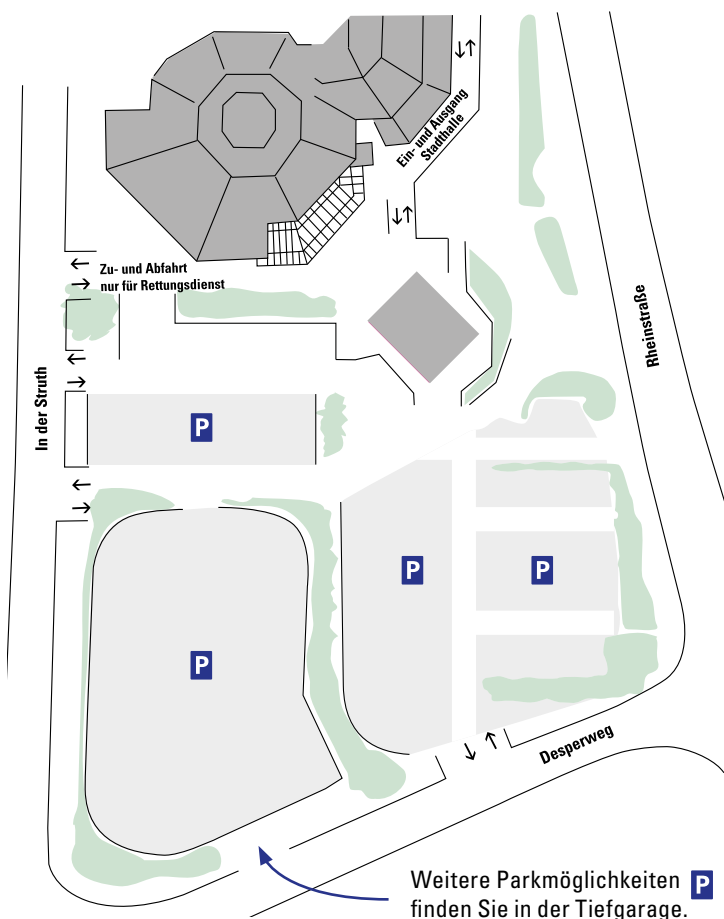 Ein- und Ausgang
Stadthalle
Zu- und Abfahrt
nur für Rettungsdienst
Rheinstraße
In der Struth
P
P
P
P
Desperweg
Weitere Parkmöglichkeiten P
finden Sie in der Tiefgarage.